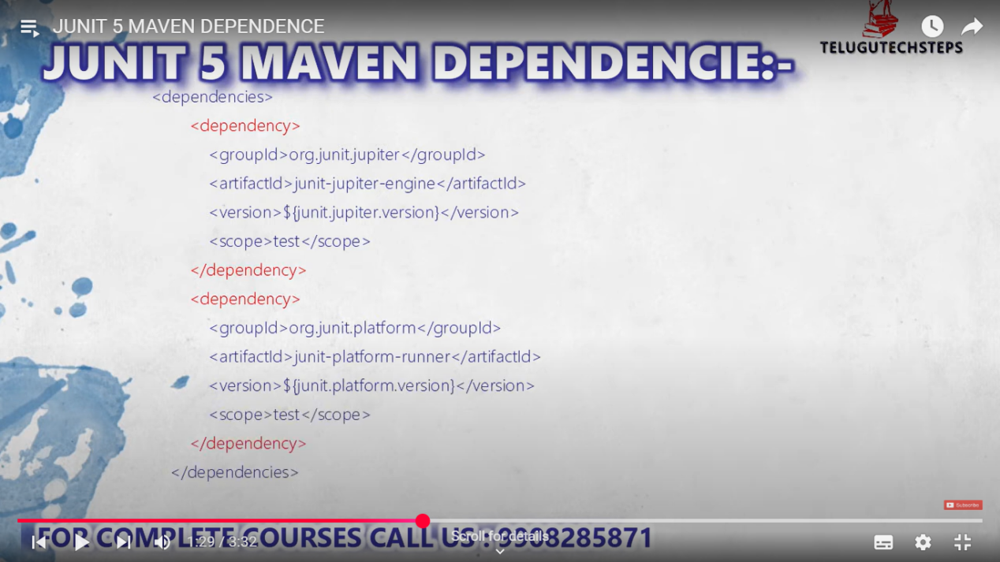 JUNIT 5 MAVEN DEPENDENCE
TELUGUTECHSTEPS
JUNIT 5 MAVEN DEPENDENCIE:-
<dependencies>
<dependency>
<groupId>org.junit.jupiter</groupId>
<artifactId>junit-jupiter-engine</artifactId>
<version>${junit.jupiter.version}</version>
<scope>test</scope>
</dependency>
<dependency>
<groupId>org.junit.platform</groupId>
<artifactId>junit-platform-runner</artifactId>
<version>${junit.platform.version}</version>
<scope>test</scope>
</dependency>
</dependencies>
Subscribe
FOR COMPLETE COURSES CALL US : 9908285871
1:29 / 3:32
Scroll for details